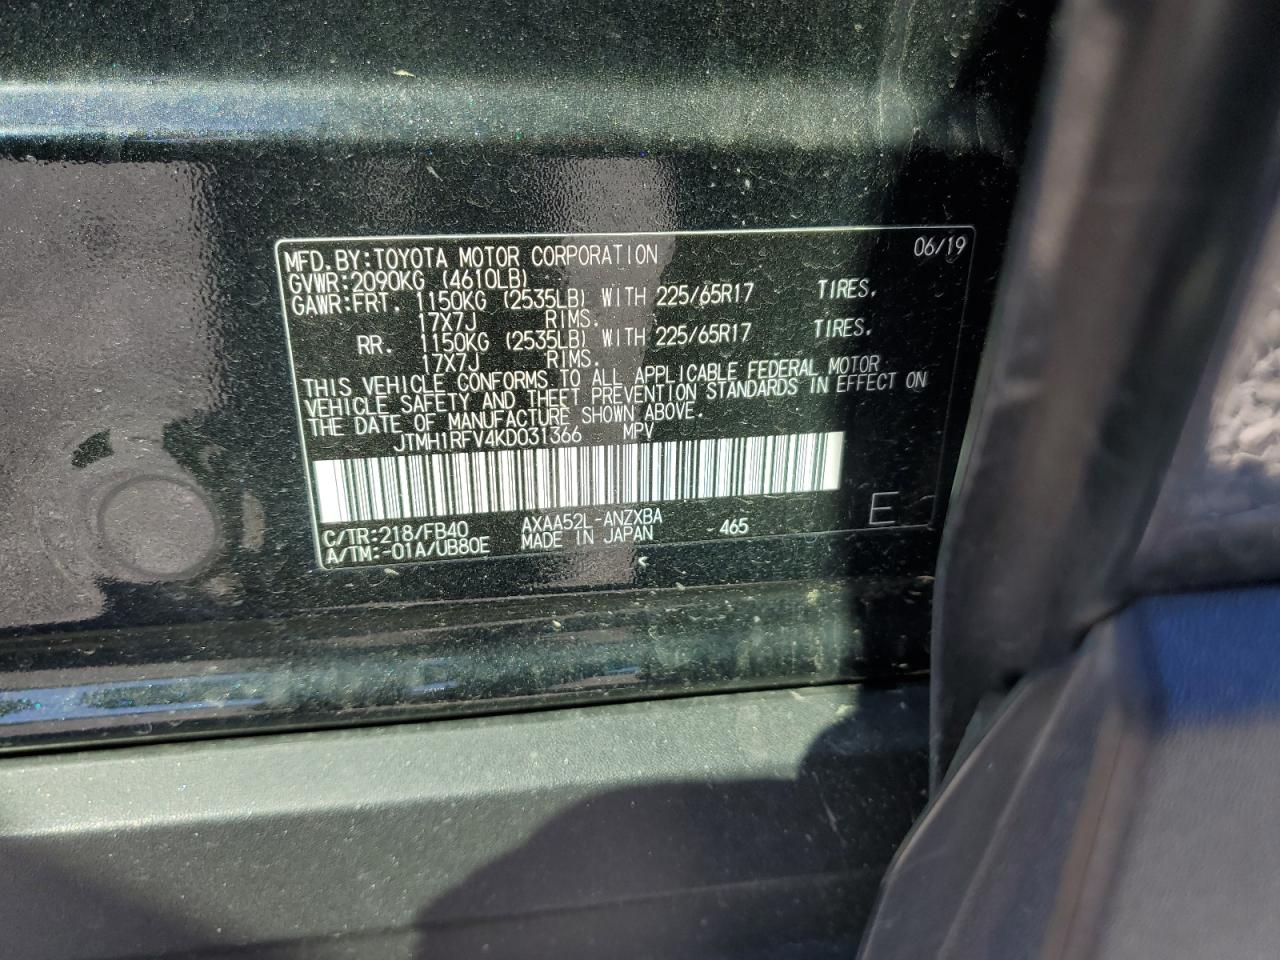 06/19
MFD.BY:TOYOTA MOTOR CORPORATION
GVWR:2090KG (4610LB)
GAWR:FRT. 1150KG (2535LB) WITH 225/65R17 TIRES,
17X7J RIMS.
RR. 1150KG (2535LB) WITH 225/65R17 TIRES,
17X7J RIMS.
THIS VEHICLE CONFORMS TO ALL APPLICABLE FEDERAL MOTOR
VEHICLE SAFETY AND THEFT PREVENTION STANDARDS IN EFFECT ON
THE DATE OF MANUFACTURE SHOWN ABOVE.
JTMH1RFV4KD031366 MPV
C/TR:218/FB40 AXAA52L-ANZXBA 465 E
A/TM:-01A/UB80E MADE IN JAPAN